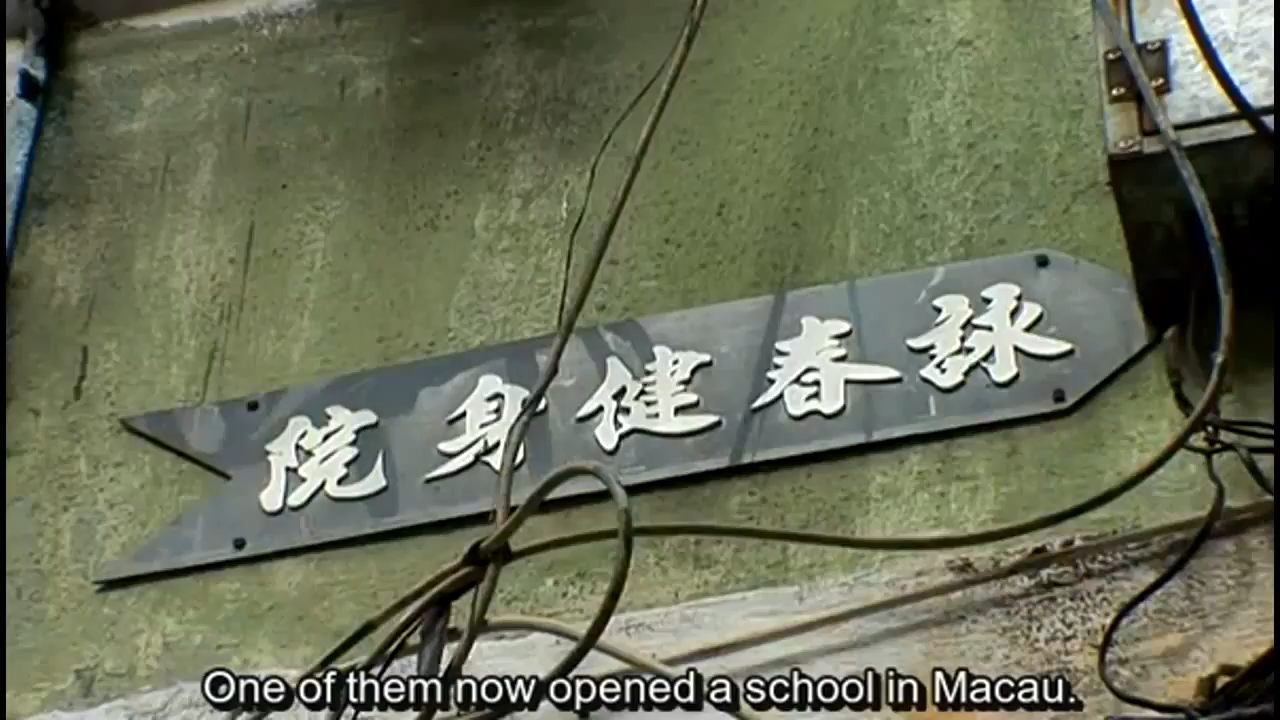 詠春健身院
One of them now opened a school in Macau.